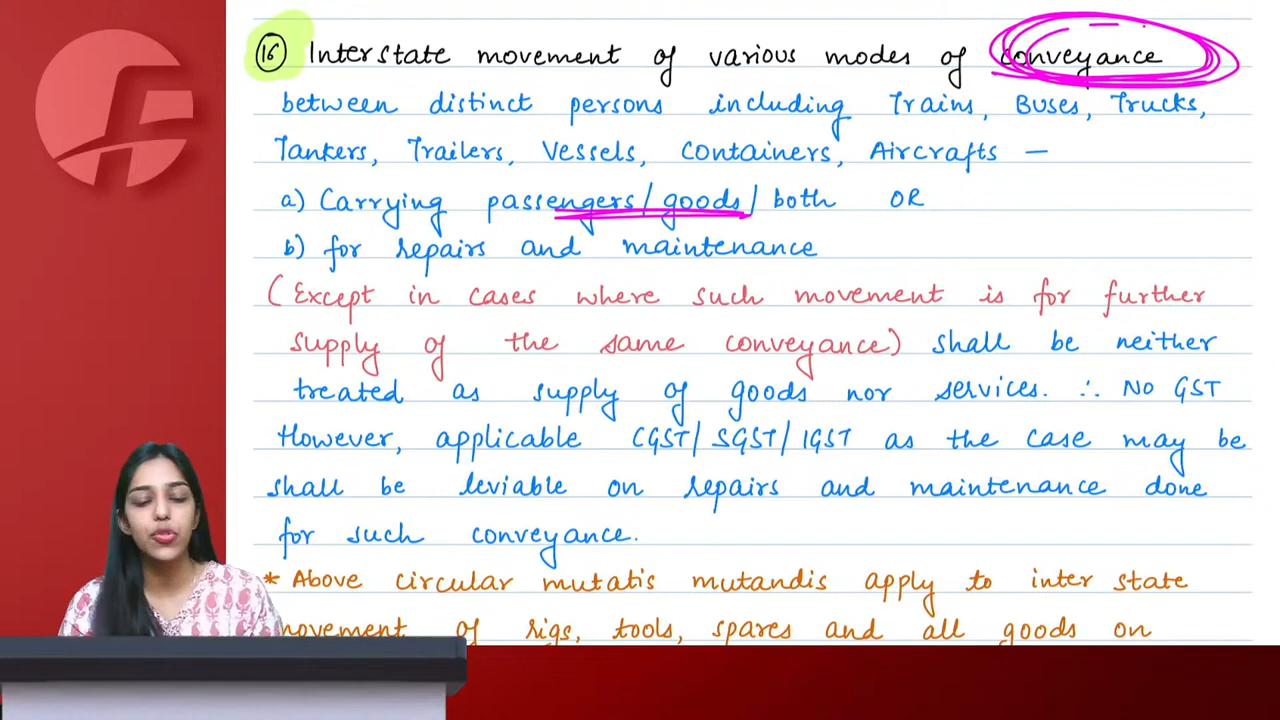 16 Interstate movement of various modes of conveyance
between distinct persons including Trains, Buses, Trucks,
Tankers, Trailers, Vessels, Containers, Aircrafts —
a) Carrying passengers/goods/both OR
b) for repairs and maintenance
(Except in cases where such movement is for further
supply of the same conveyance) shall be neither
treated as supply of goods nor services. ∴ NO GST
However, applicable CGST/SGST/IGST as the case may be
shall be leviable on repairs and maintenance done
for such conveyance.
* Above circular mutatis mutandis apply to inter state
movement of rigs, tools, spares and all goods on